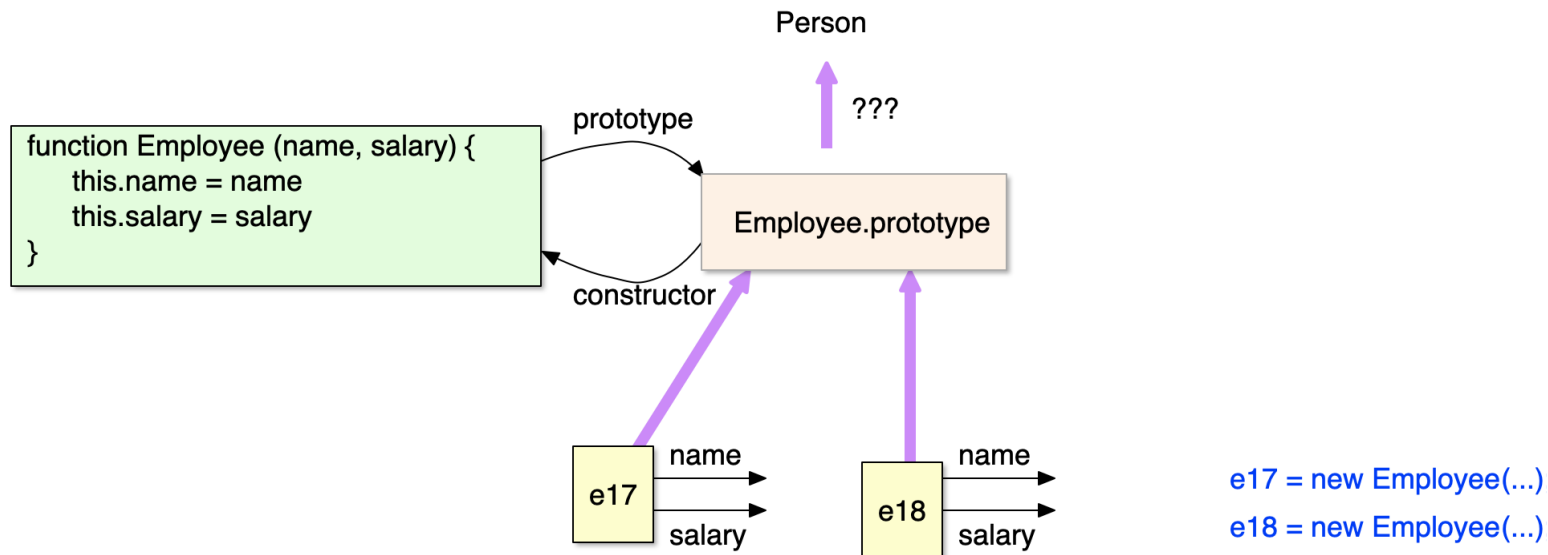 Person
???
prototype
function Employee (name, salary) {
this.name = name
this.salary = salary
}
Employee.prototype
constructor
name
e17
salary
name
e18
salary
e17 = new Employee(...)
e18 = new Employee(...)